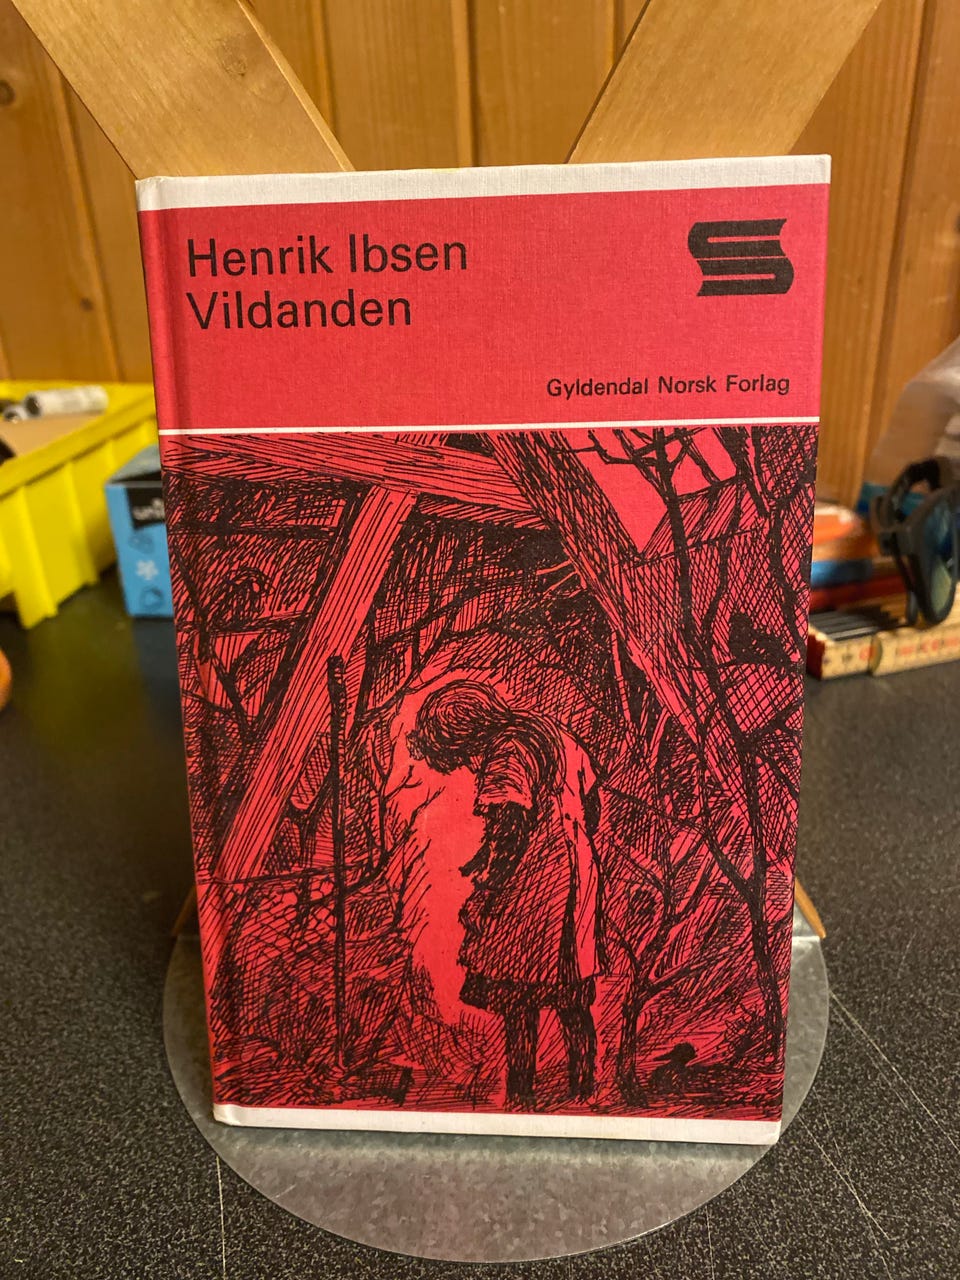 Henrik Ibsen
Vildanden
S
Gyldendal Norsk Forlag